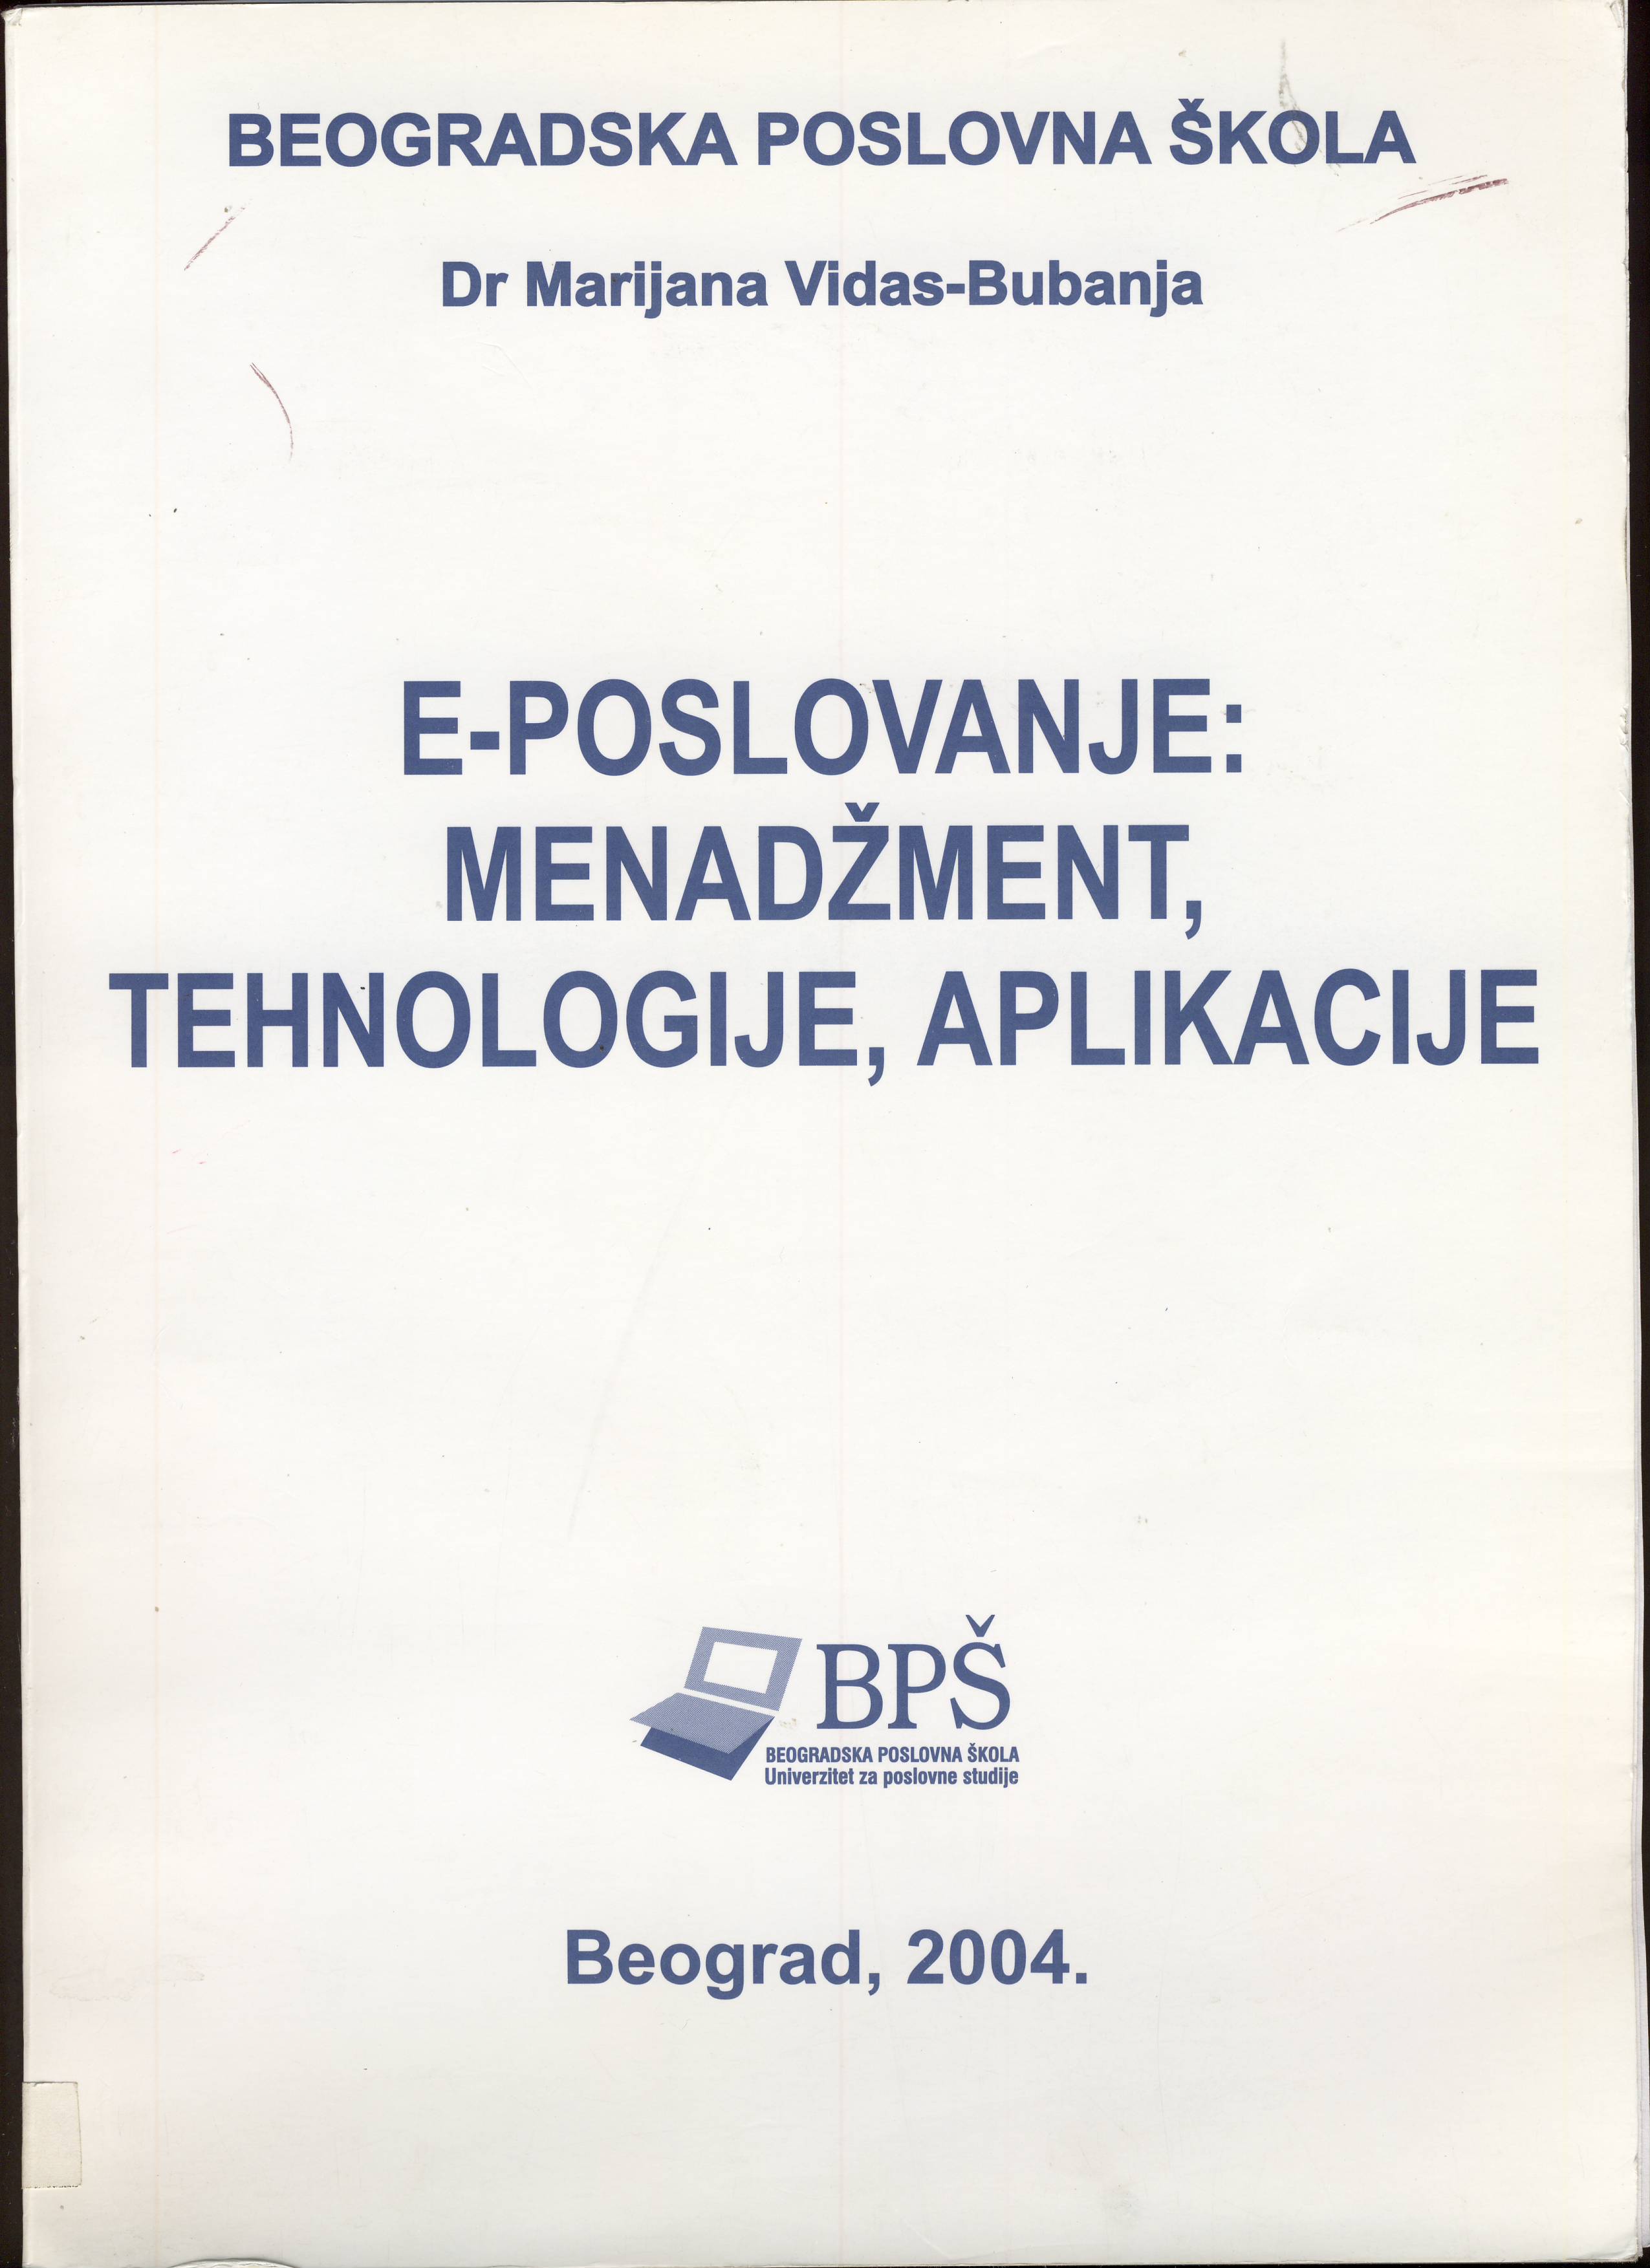 BEOGRADSKA POSLOVNA ŠKOLA
Dr Marijana Vidas-Bubanja
E-POSLOVANJE:
MENADŽMENT,
TEHNOLOGIJE, APLIKACIJE
BPŠ
BEOGRADSKA POSLOVNA ŠKOLA
Univerzitet za poslovne studije
Beograd, 2004.